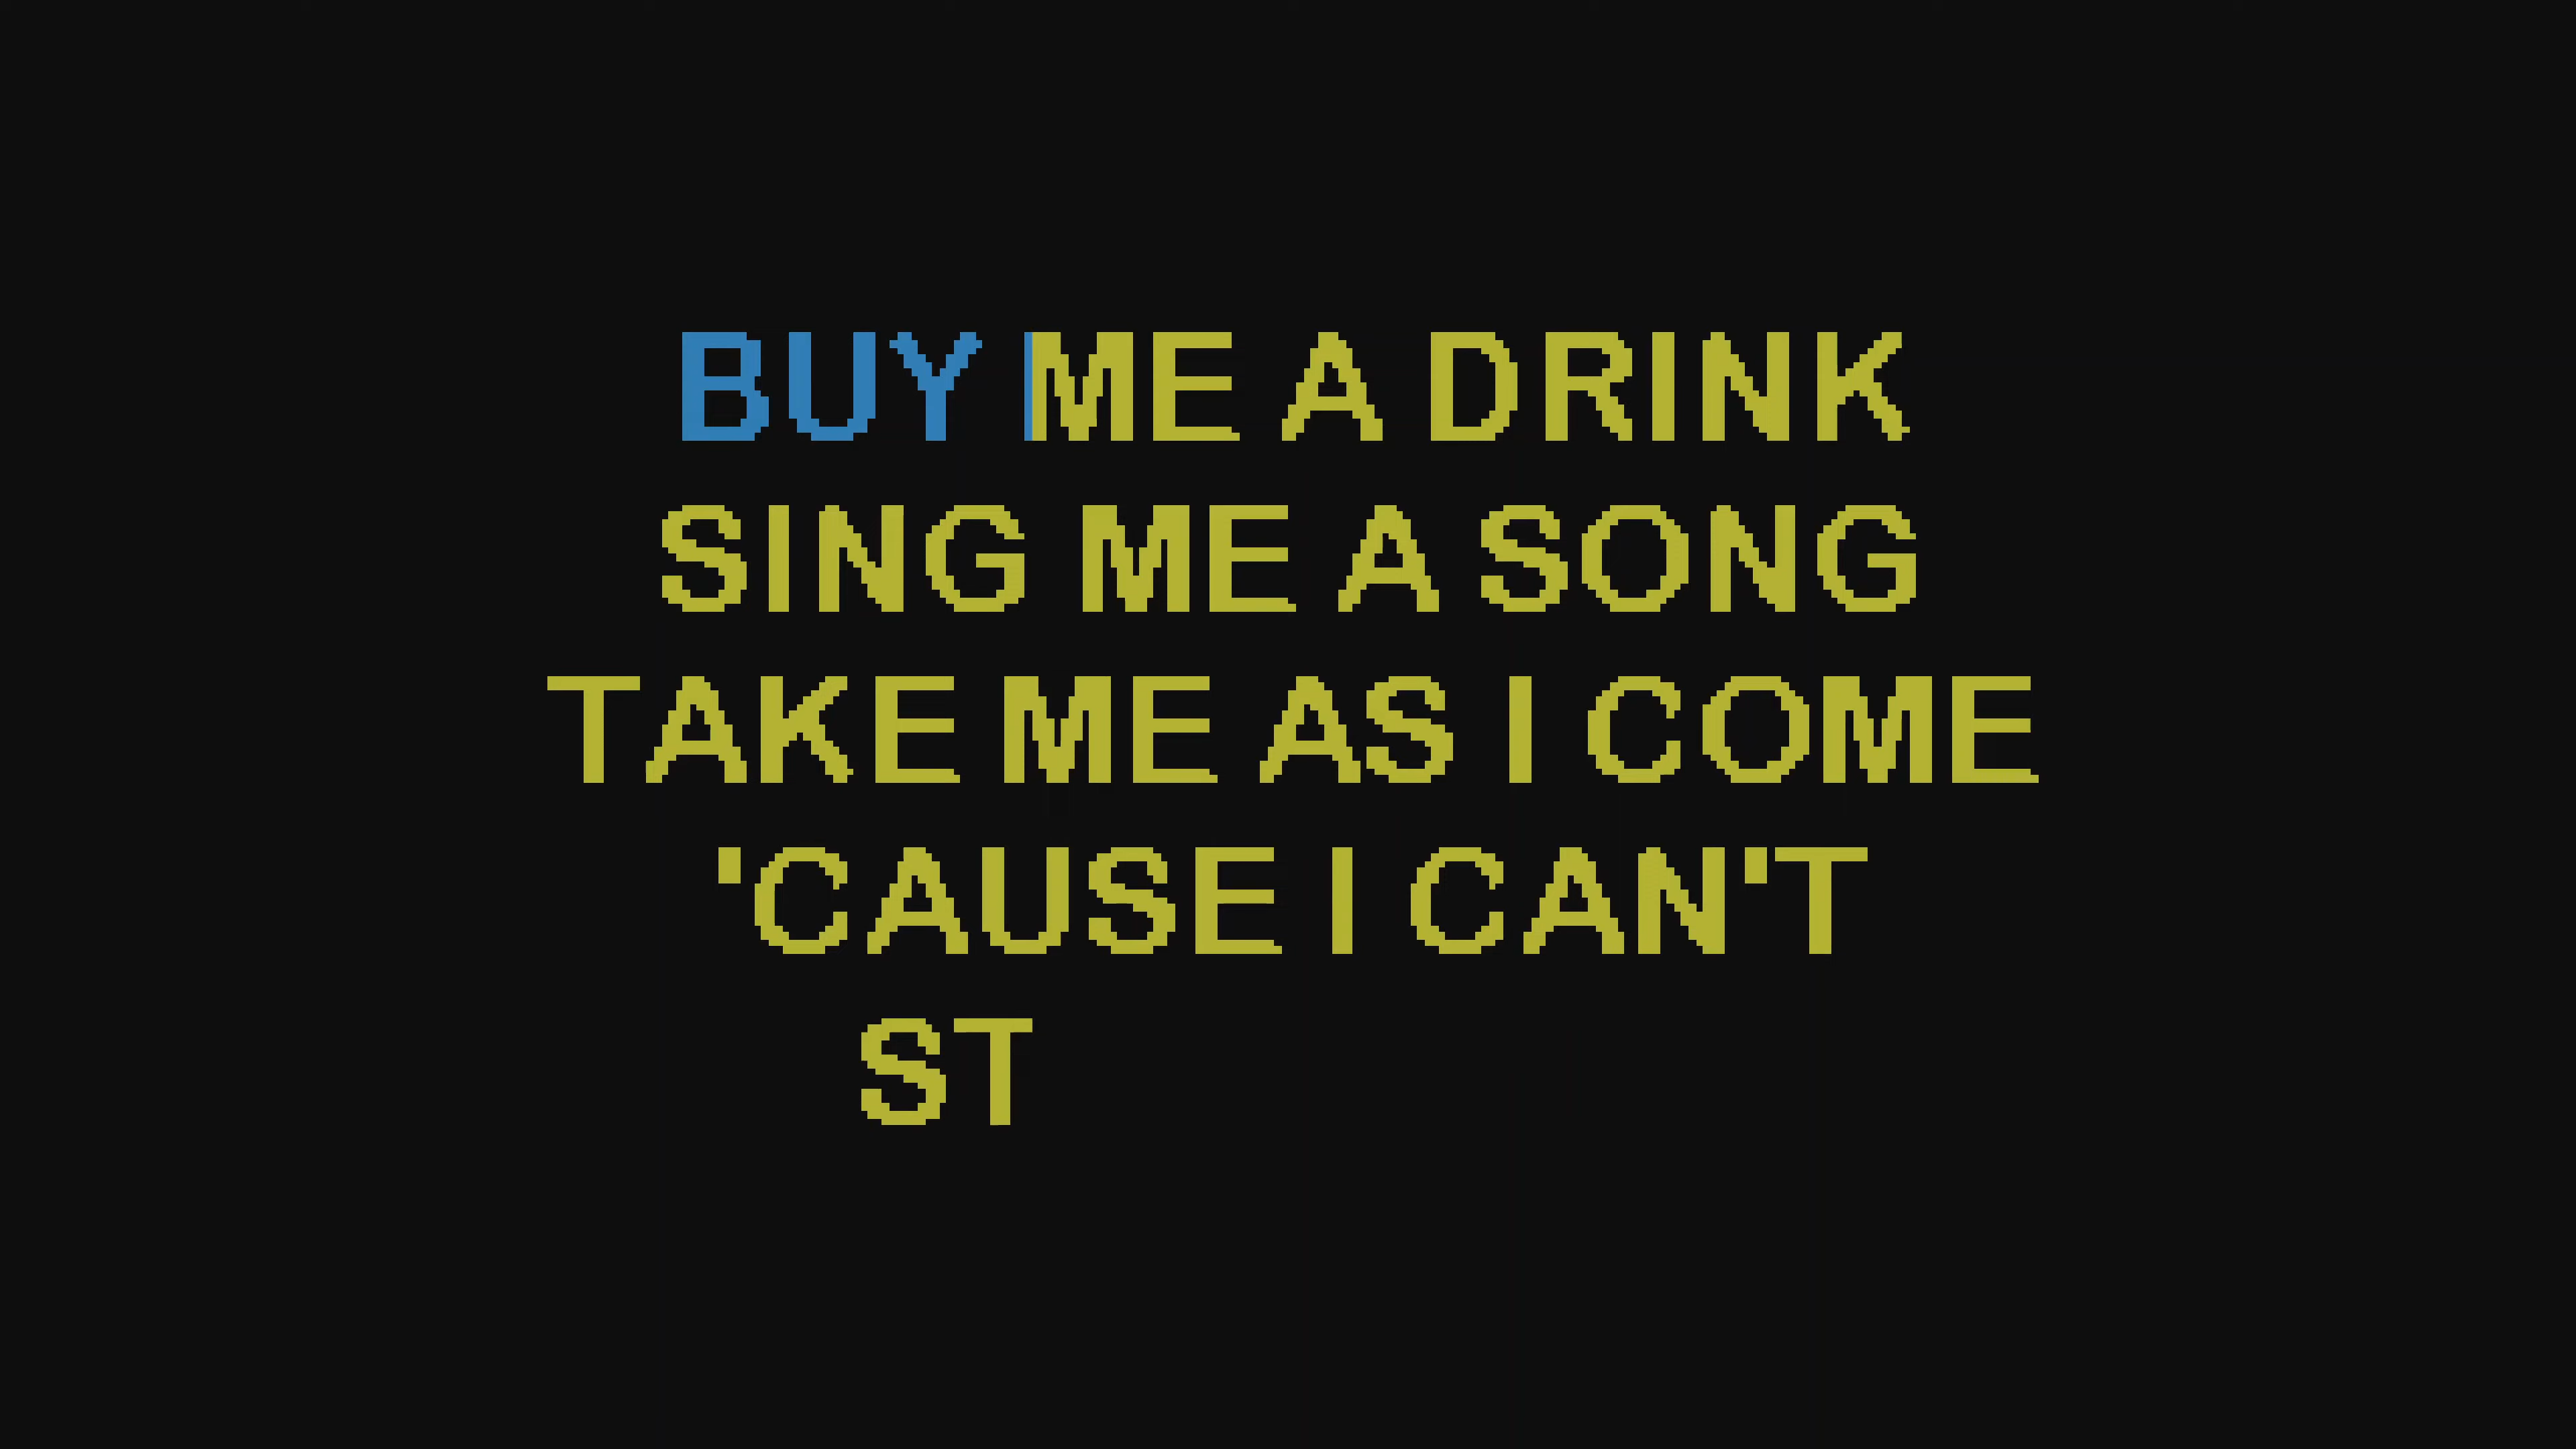 BUY ME A DRINK
SING ME A SONG
TAKE ME AS I COME
'CAUSE I CAN'T
ST